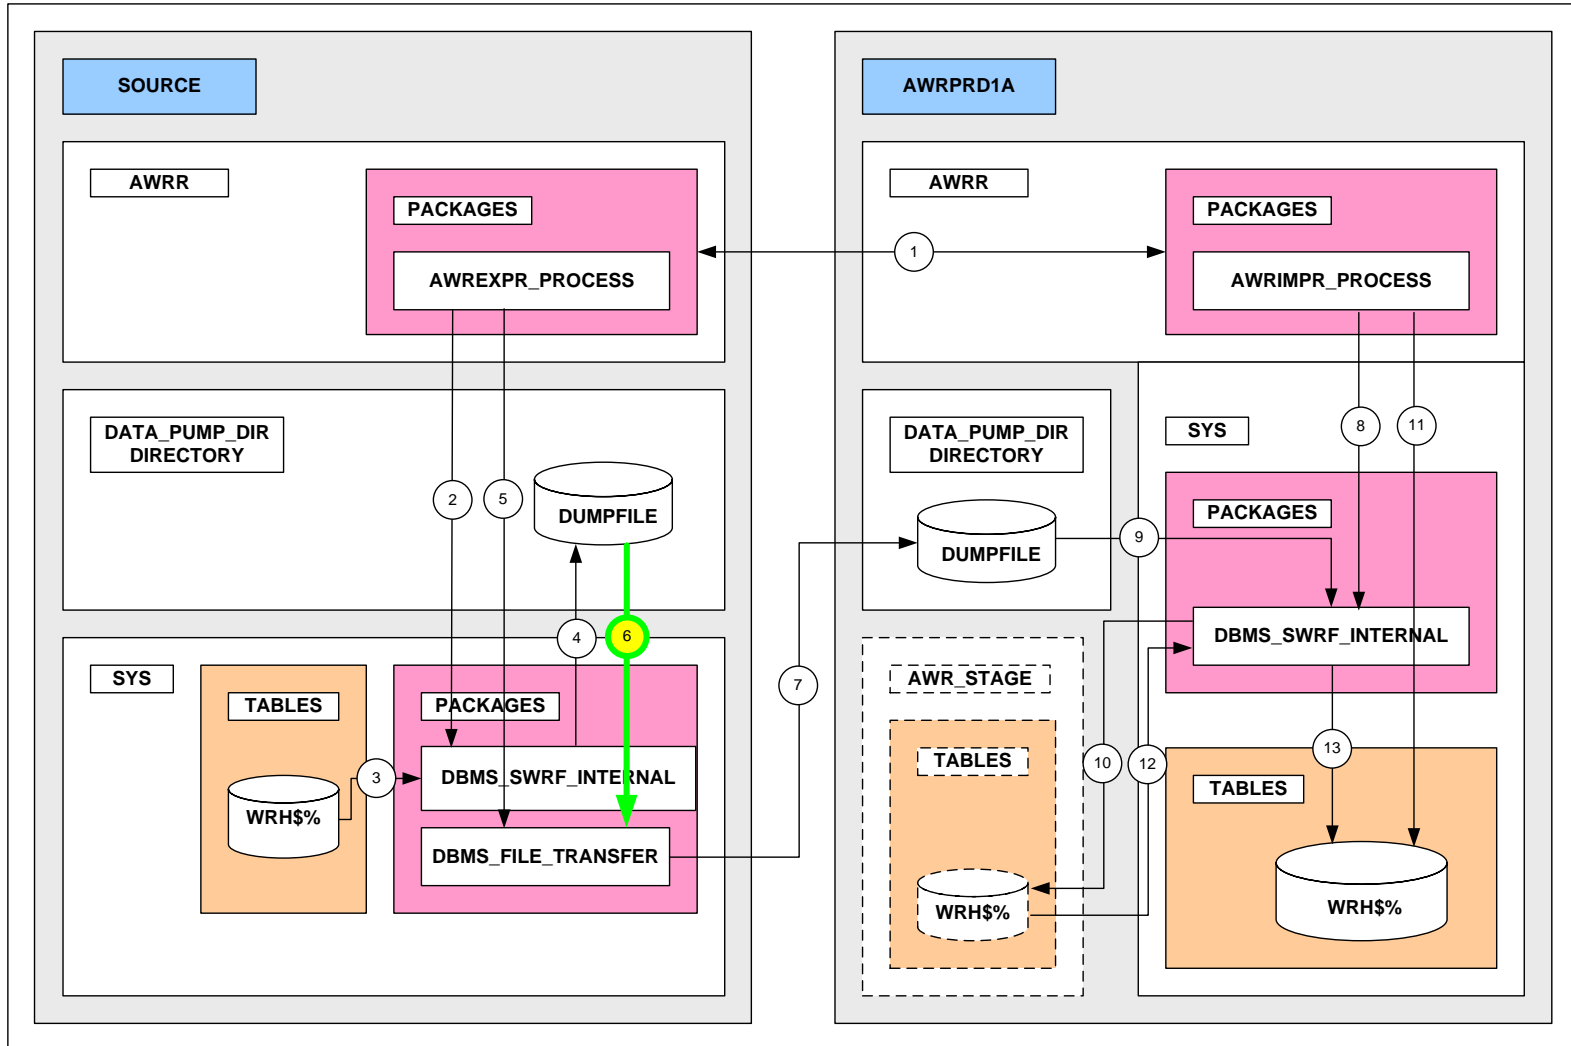 SOURCE
AWRR
PACKAGES
AWREXPR_PROCESS
DATA_PUMP_DIR
DIRECTORY
2
5
DUMPFILE
4
6
SYS
TABLES
WRH$%
3
PACKAGES
DBMS_SWRF_INTERNAL
DBMS_FILE_TRANSFER
1
7
AWRPRD1A
AWRR
PACKAGES
AWRIMPR_PROCESS
DATA_PUMP_DIR
DIRECTORY
DUMPFILE
9
8
11
SYS
PACKAGES
DBMS_SWRF_INTERNAL
AWR_STAGE
TABLES
WRH$%
10
12
13
TABLES
WRH$%